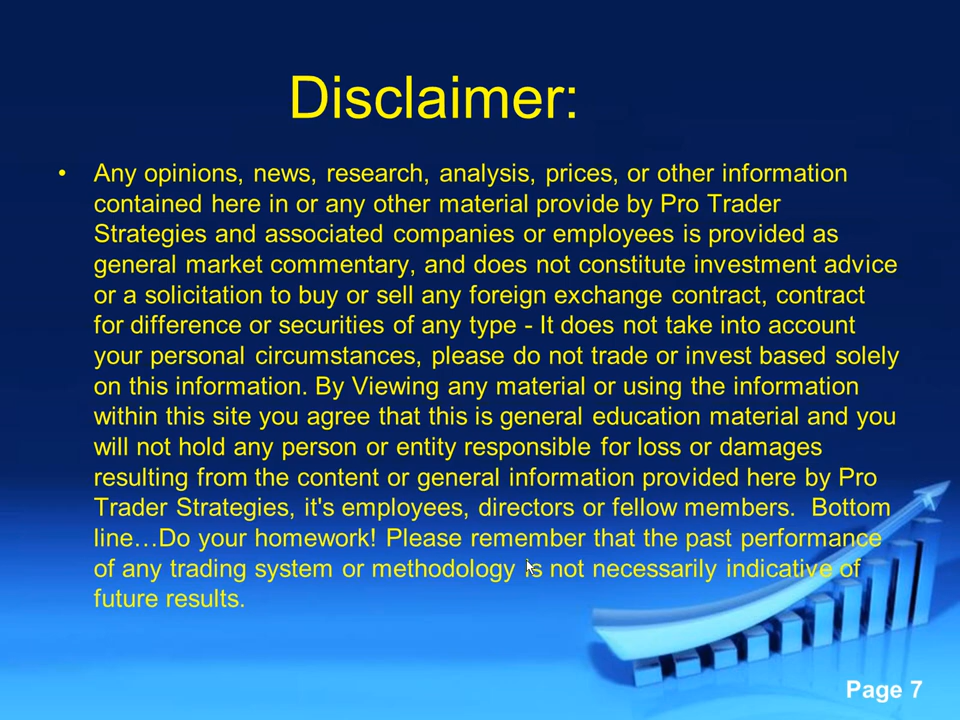 Disclaimer:
• Any opinions, news, research, analysis, prices, or other information
contained here in or any other material provide by Pro Trader
Strategies and associated companies or employees is provided as
general market commentary, and does not constitute investment advice
or a solicitation to buy or sell any foreign exchange contract, contract
for difference or securities of any type - It does not take into account
your personal circumstances, please do not trade or invest based solely
on this information. By Viewing any material or using the information
within this site you agree that this is general education material and you
will not hold any person or entity responsible for loss or damages
resulting from the content or general information provided here by Pro
Trader Strategies, it's employees, directors or fellow members.  Bottom
line…Do your homework! Please remember that the past performance
of any trading system or methodology is not necessarily indicative of
future results.
Page 7